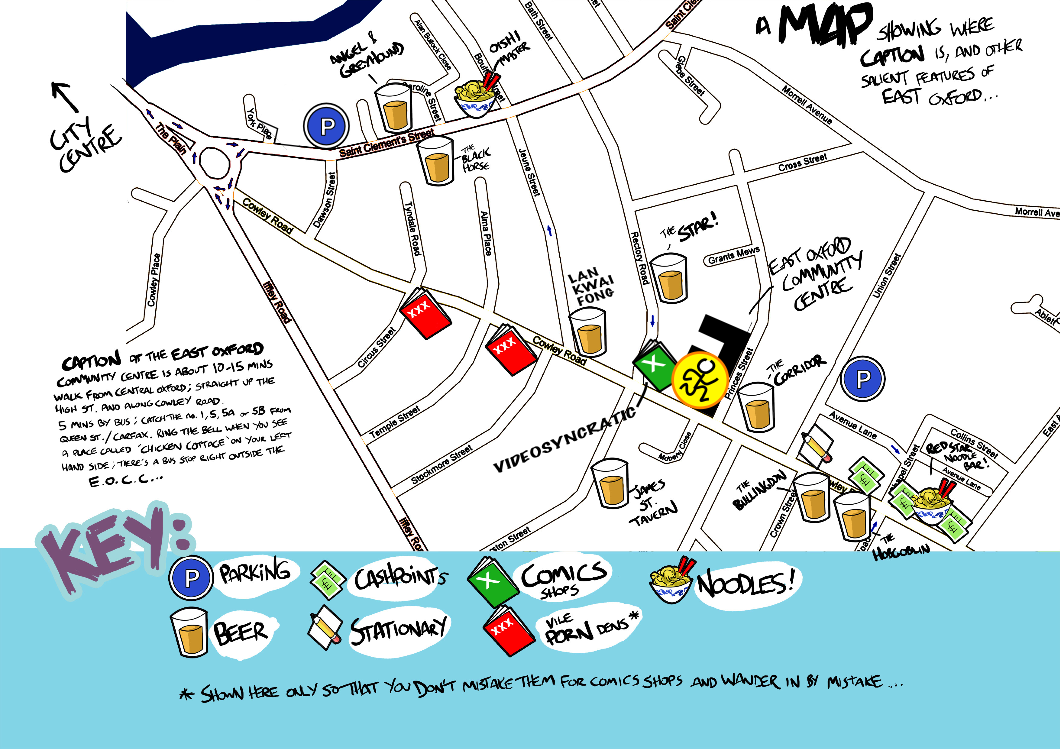 A MAP SHOWING WHERE
CAPTION IS, AND OTHER
SALIENT FEATURES OF
EAST OXFORD...
CITY
CENTRE
The Plain
York Place
P
ANGEL &
GREYHOUND
Alan Bullock Close
OISHI
Bath Street
Saint Clement's Street
THE
BLACK
HORSE
Saint Cle
Glebe Street
Morrell Avenue
Cross Street
Morrell Ave
Cowley Road
Dawson Street
Tyndale Road
Alma Place
Jeune Street
Rectory Road
THE STAR!
Grants Mews
EAST OXFORD
COMMUNITY
CENTRE
Union Street
Cowley Place
Iffley Road
LAN
KWAI
FONG
XXX
XXX
Circus Street
Cowley Road
X
Princes Street
THE
CORRIDOR
P
CAPTION AT THE EAST OXFORD
COMMUNITY CENTRE IS ABOUT 10-15 MINS
WALK FROM CENTRAL OXFORD; STRAIGHT UP THE
HIGH ST. AND ALONG COWLEY ROAD.
5 MINS BY BUS; CATCH THE NO. 1, 5, 5A OR 5B FROM
QUEEN ST./CARFAX. RING THE BELL WHEN YOU SEE
A PLACE CALLED 'CHICKEN COTTAGE' ON YOUR LEFT
HAND SIDE; THERE'S A BUS STOP RIGHT OUTSIDE THE
E.O.C.C...
Temple Street
Stockmore Street
VIDEOSYNCRATIC
JAMES
ST.
TAVERN
Avenue Lane
Collins Street
RED STAR
NOODLE
BAR!
Avenue Lane
THE
BULLINGDON
Crown Street
THE
HOBGOBLIN
Iffley Ro
KEY:
P PARKING
CASHPOINTS
X COMICS
SHOPS
NOODLES!
BEER
STATIONARY
XXX VILE
PORN DENS*
* SHOWN HERE ONLY SO THAT YOU DON'T MISTAKE THEM FOR COMICS SHOPS AND WANDER IN BY MISTAKE...